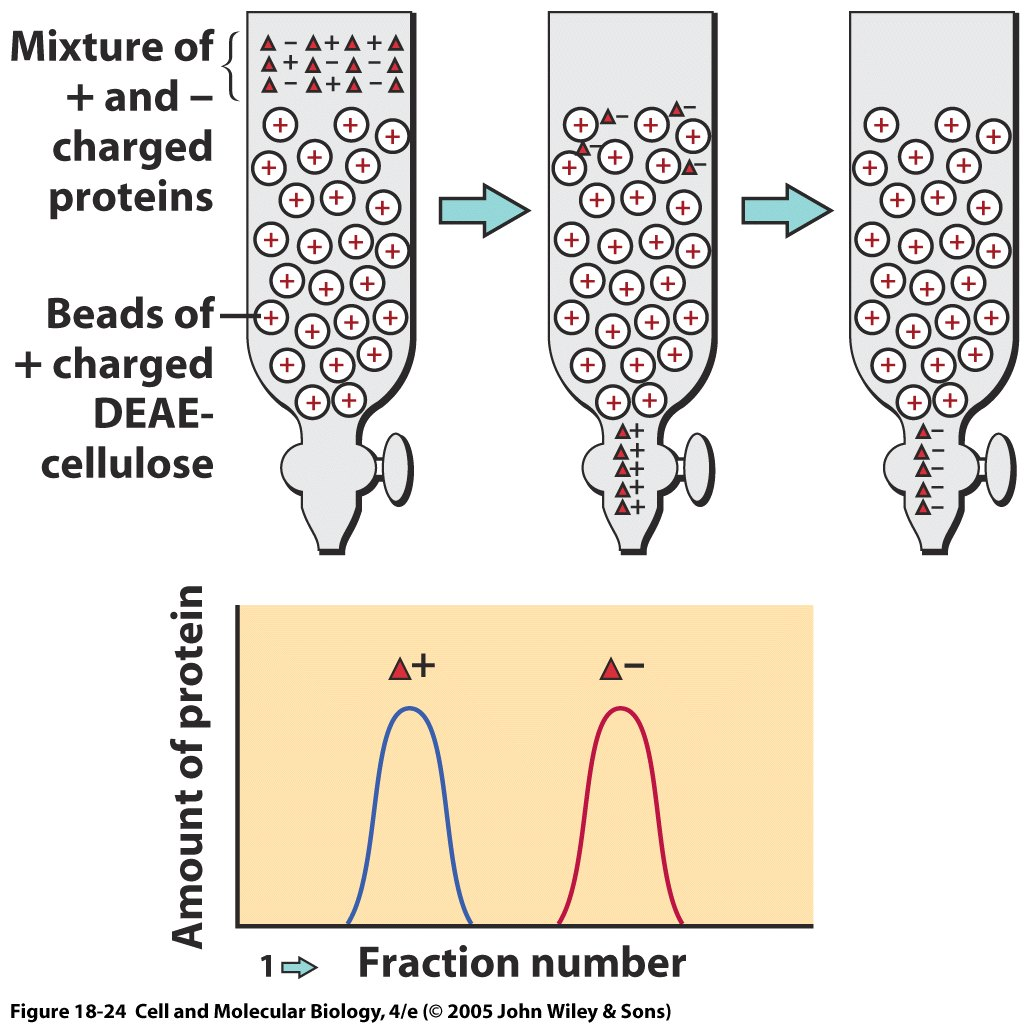 Mixture of
+ and –
charged
proteins
– + +
+ – –
– + –
Beads of
+ charged
DEAE-
cellulose
+ + +
+ + +
+ + +
+ + + +
+ + +
+ + + +
+ + +
+ +
+ – + –
– +
+ + + –
+ + +
+ + + +
+ + +
+ + + +
+ + +
+ +
+
+
+
+
+
+ + +
+ + +
+ + +
+ + + +
+ + +
+ + + +
+ + +
+ +
–
–
–
–
–
+ –
Amount of protein
1
Fraction number
Figure 18-24 Cell and Molecular Biology, 4/e (© 2005 John Wiley & Sons)